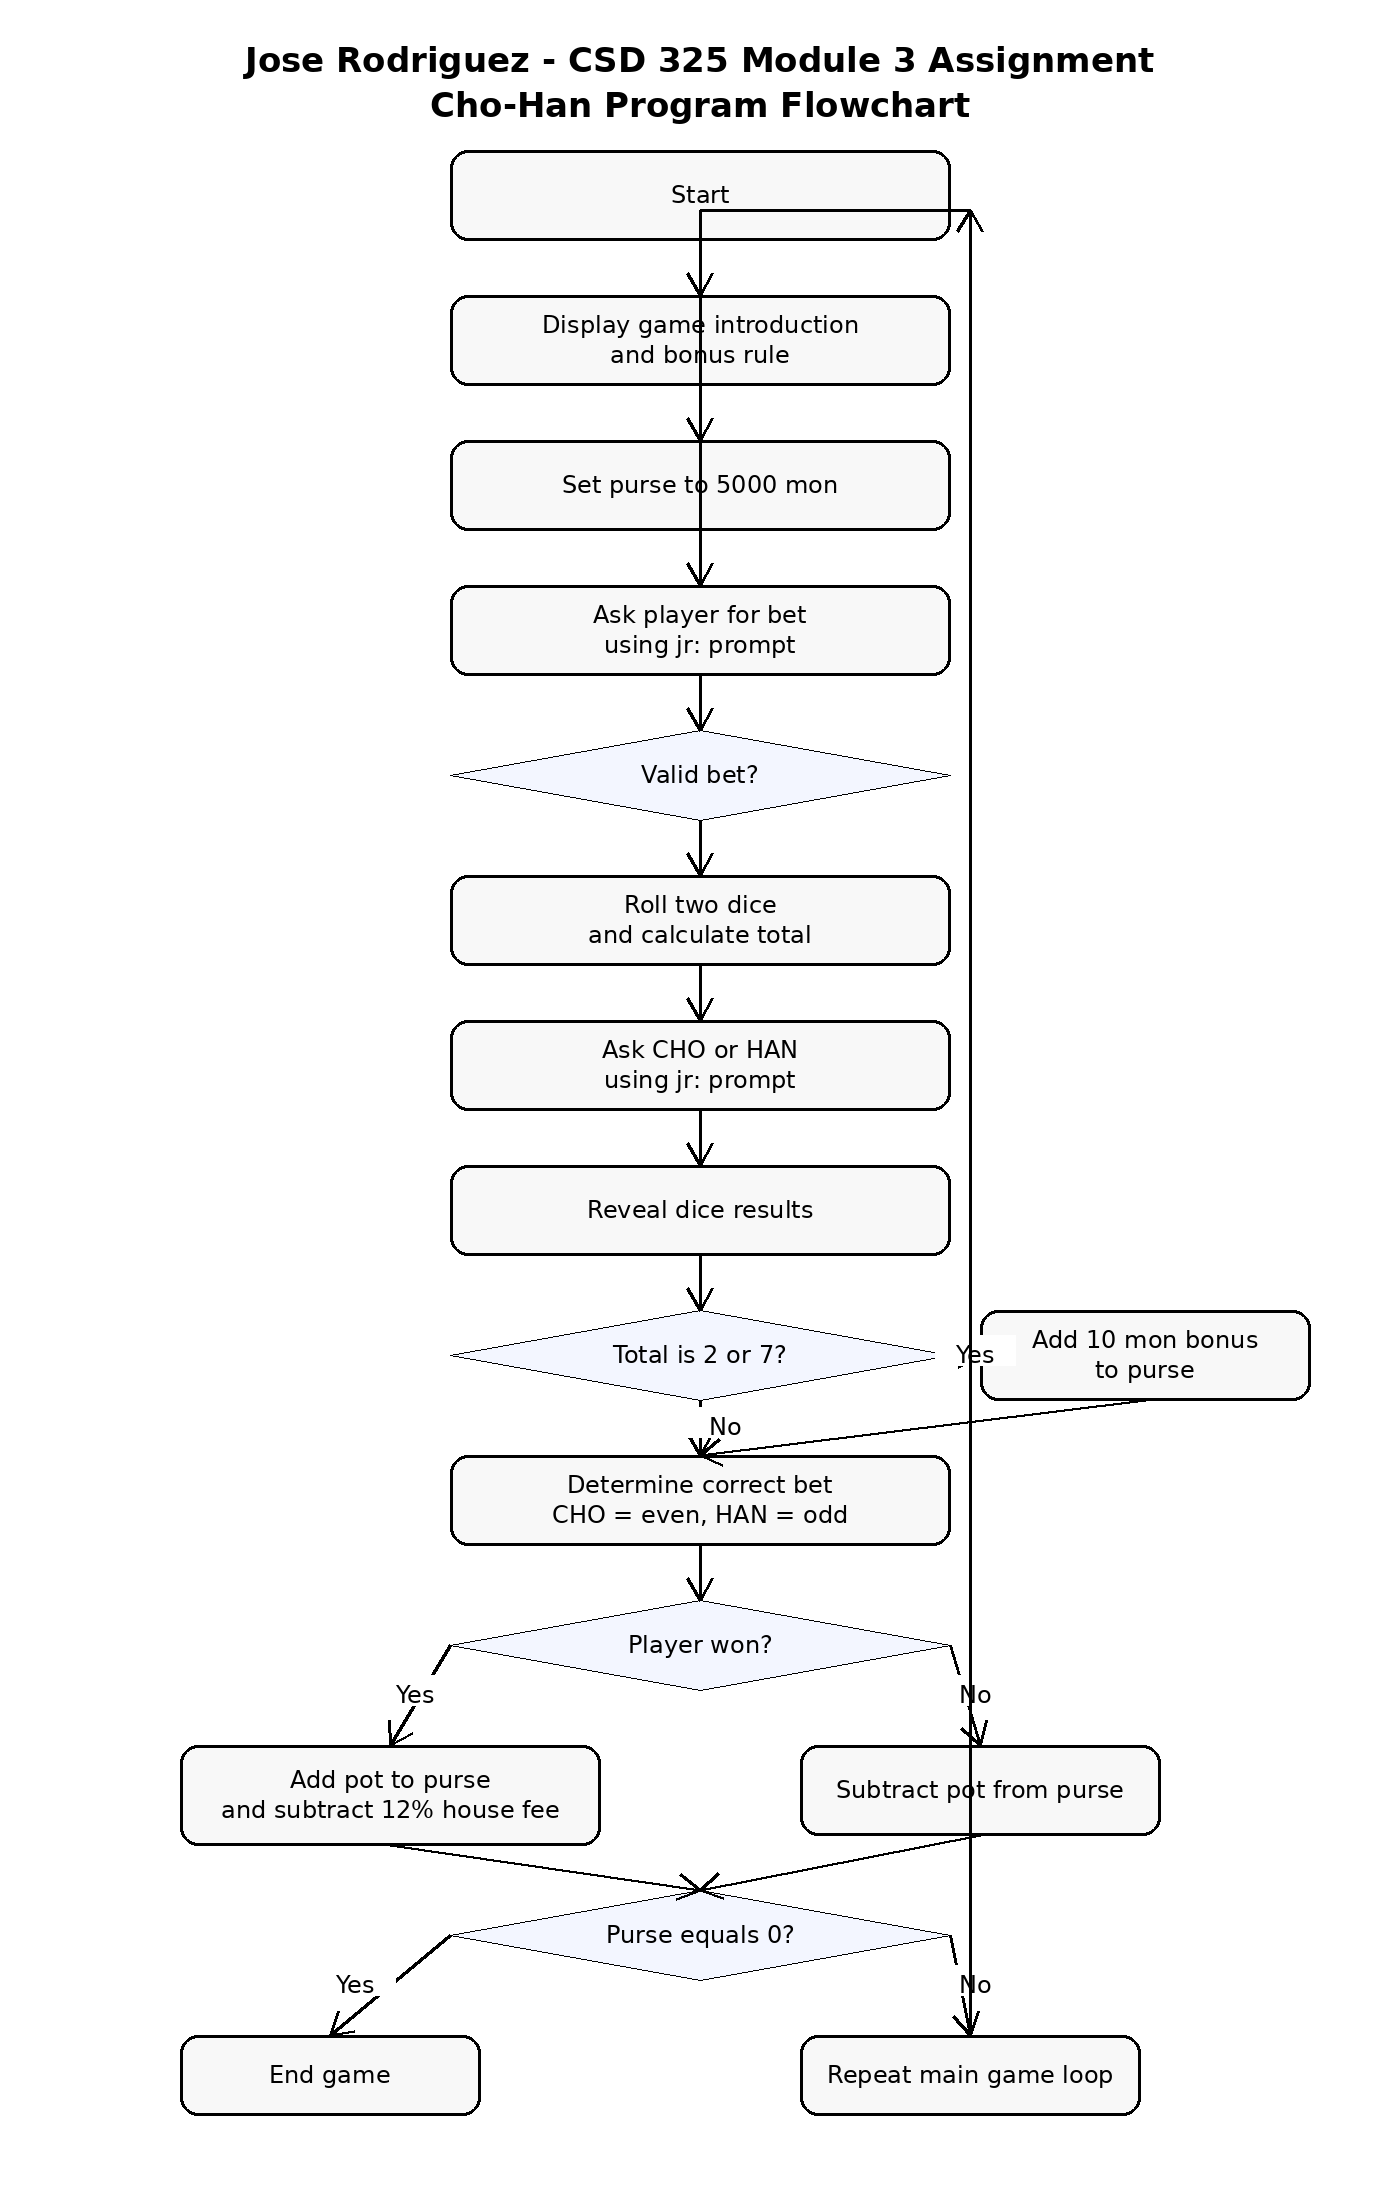 Jose Rodriguez - CSD 325 Module 3 Assignment
Cho-Han Program Flowchart
Start
Display game introduction
and bonus rule
Set purse to 5000 mon
Ask player for bet
using jr: prompt
Valid bet?
Roll two dice
and calculate total
Ask CHO or HAN
using jr: prompt
Reveal dice results
Total is 2 or 7?
Yes
Add 10 mon bonus
to purse
No
Determine correct bet
CHO = even, HAN = odd
Player won?
Yes
No
Add pot to purse
and subtract 12% house fee
Subtract pot from purse
Purse equals 0?
Yes
No
End game
Repeat main game loop